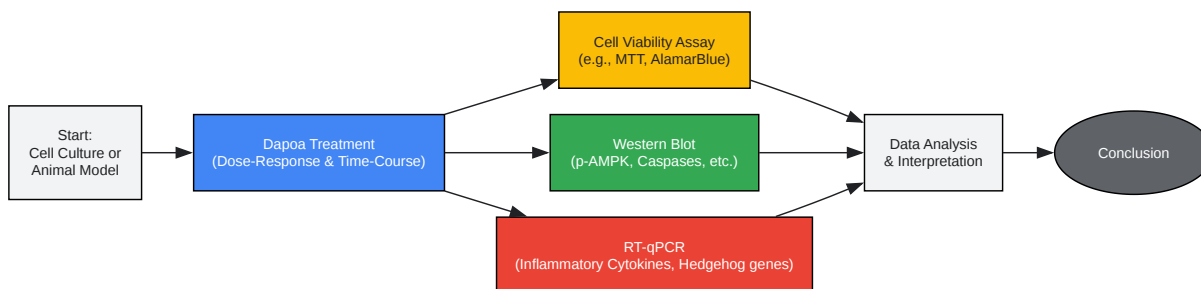 Start:
Cell Culture or
Animal Model
Dapoa Treatment
(Dose-Response & Time-Course)
Cell Viability Assay
(e.g., MTT, AlamarBlue)
Western Blot
(p-AMPK, Caspases, etc.)
RT-qPCR
(Inflammatory Cytokines, Hedgehog genes)
Data Analysis
& Interpretation
Conclusion